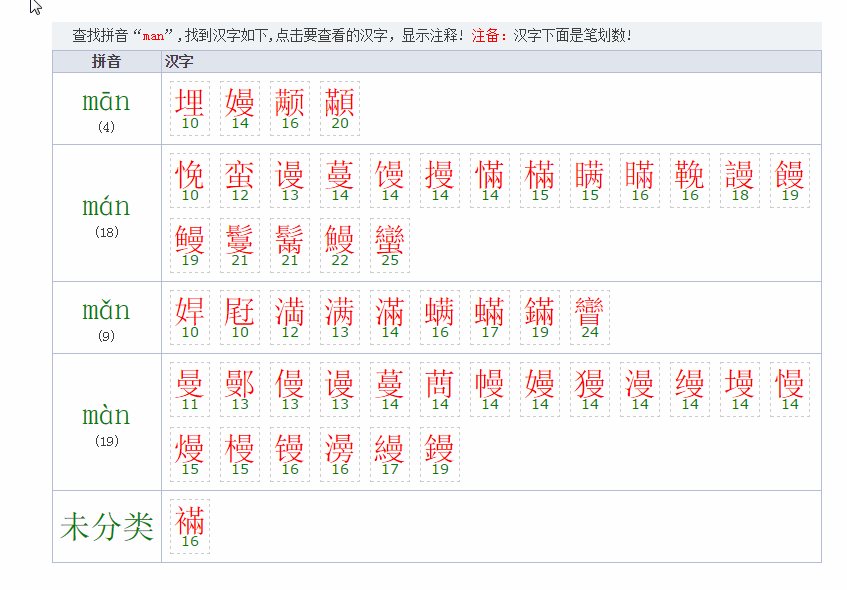 查找拼音“man”,找到汉字如下,点击要查看的汉字，显示注释！注备：汉字下面是笔划数！
拼音 汉字
mān
(4)
埋 嫚 颟 顢
10 14 16 20
mán
(18)
悗 蛮 谩 蔓 馒 摱 慲 樠 瞒 瞞 鞔 謾 饅
10 12 13 14 14 14 14 15 15 16 16 18 19
鳗 鬘 鬗 鰻 蠻
19 21 21 22 25
mǎn
(9)
娨 屘 満 满 滿 螨 蟎 鏋 矕
10 10 12 13 14 16 17 19 24
màn
(19)
曼 鄤 僈 谩 蔓 蔄 幔 嫚 獌 漫 缦 墁 慢
11 13 13 13 14 14 14 14 14 14 14 14 14
熳 槾 镘 澷 縵 鏝
15 15 16 16 17 19
未分类
襔
16